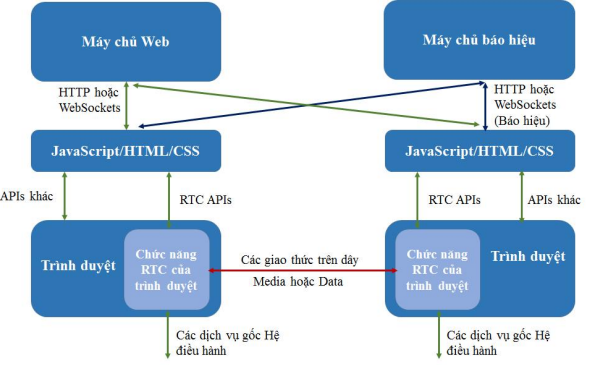 Máy chủ Web
Máy chủ báo hiệu
HTTP hoặc
WebSockets
HTTP hoặc
WebSockets
(Báo hiệu)
JavaScript/HTML/CSS
JavaScript/HTML/CSS
APIs khác
RTC APIs
RTC APIs
APIs khác
Trình duyệt
Chức năng
RTC của
trình duyệt
Các giao thức trên dây
Media hoặc Data
Chức năng
RTC của
trình duyệt
Trình duyệt
Các dịch vụ gốc Hệ
điều hành
Các dịch vụ gốc Hệ
điều hành